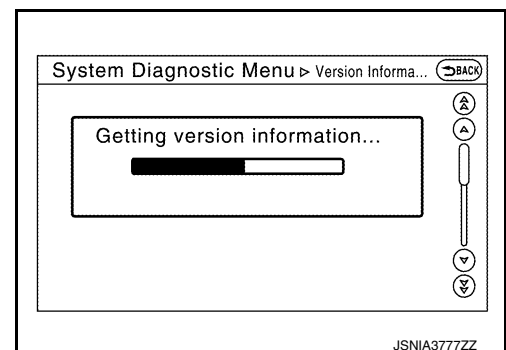 System Diagnostic Menu ▷ Version Informa... BACK
Getting version information...
JSNIA3777ZZ